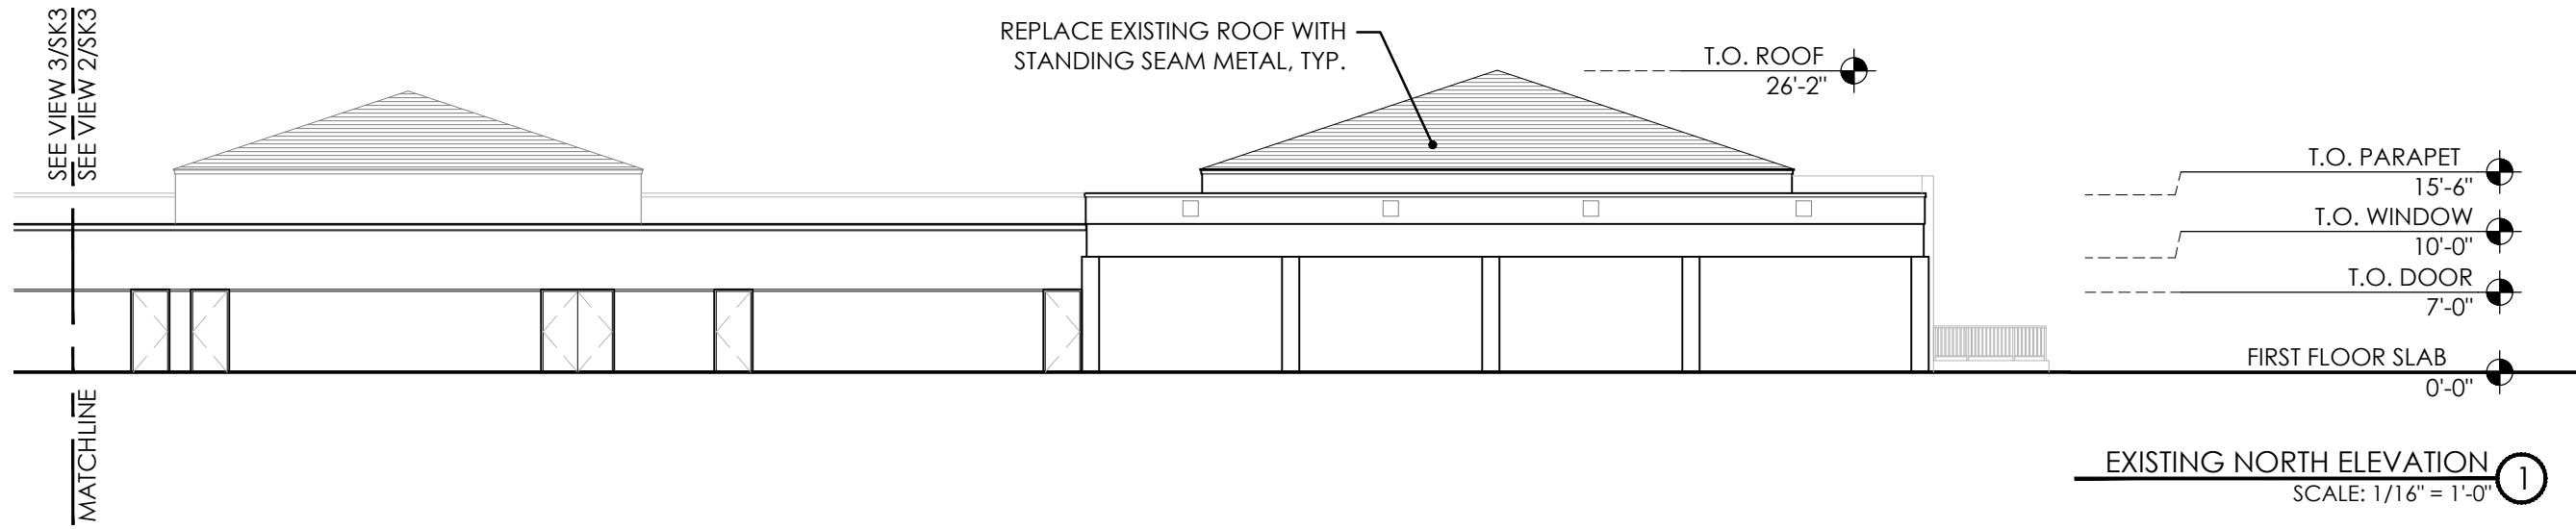 SEE VIEW 3/SK3
SEE VIEW 2/SK3
MATCHLINE
REPLACE EXISTING ROOF WITH
STANDING SEAM METAL, TYP.
T.O. ROOF
26'-2"
T.O. PARAPET
15'-6"
T.O. WINDOW
10'-0"
T.O. DOOR
7'-0"
FIRST FLOOR SLAB
0'-0"
EXISTING NORTH ELEVATION
1
SCALE: 1/16" = 1'-0"